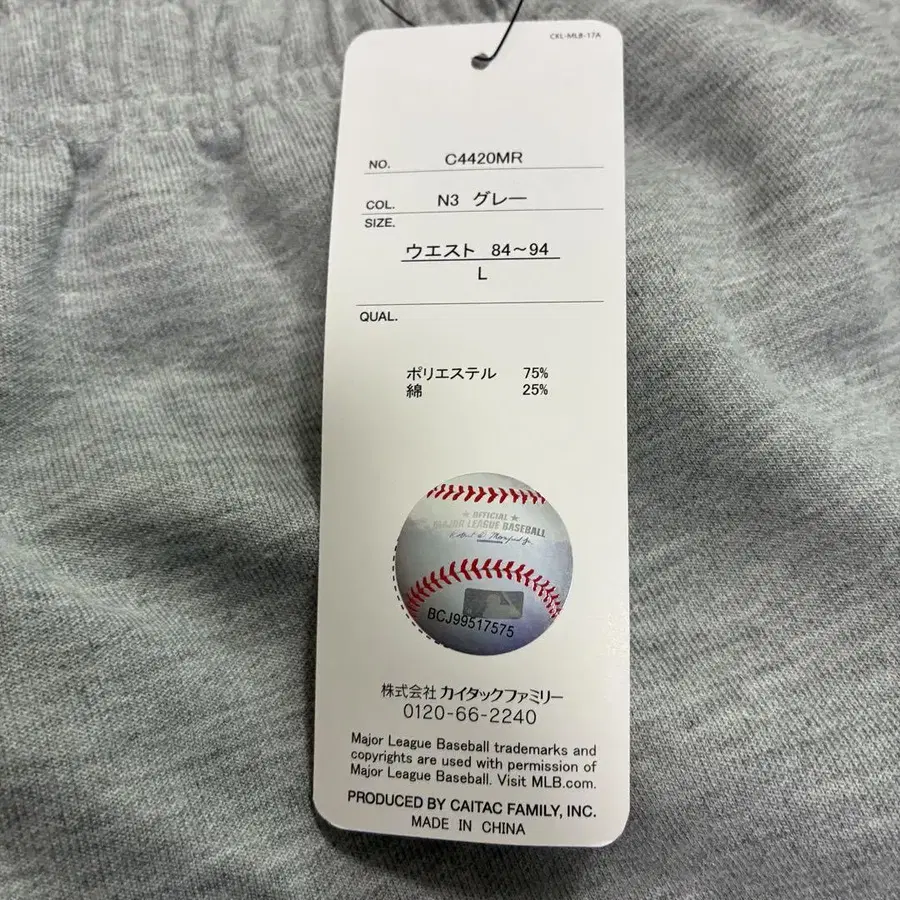 CKL-MLB-17A
NO. C4420MR
COL. N3 グレー
SIZE.
ウエスト 84～94
L
QUAL.
ポリエステル 75%
綿 25%
★ OFFICIAL ★
MAJOR LEAGUE BASEBALL
BCJ99517575
株式会社 カイタックファミリー
0120-66-2240
Major League Baseball trademarks and
copyrights are used with permission of
Major League Baseball. Visit MLB.com.
PRODUCED BY CAITAC FAMILY, INC.
MADE IN CHINA